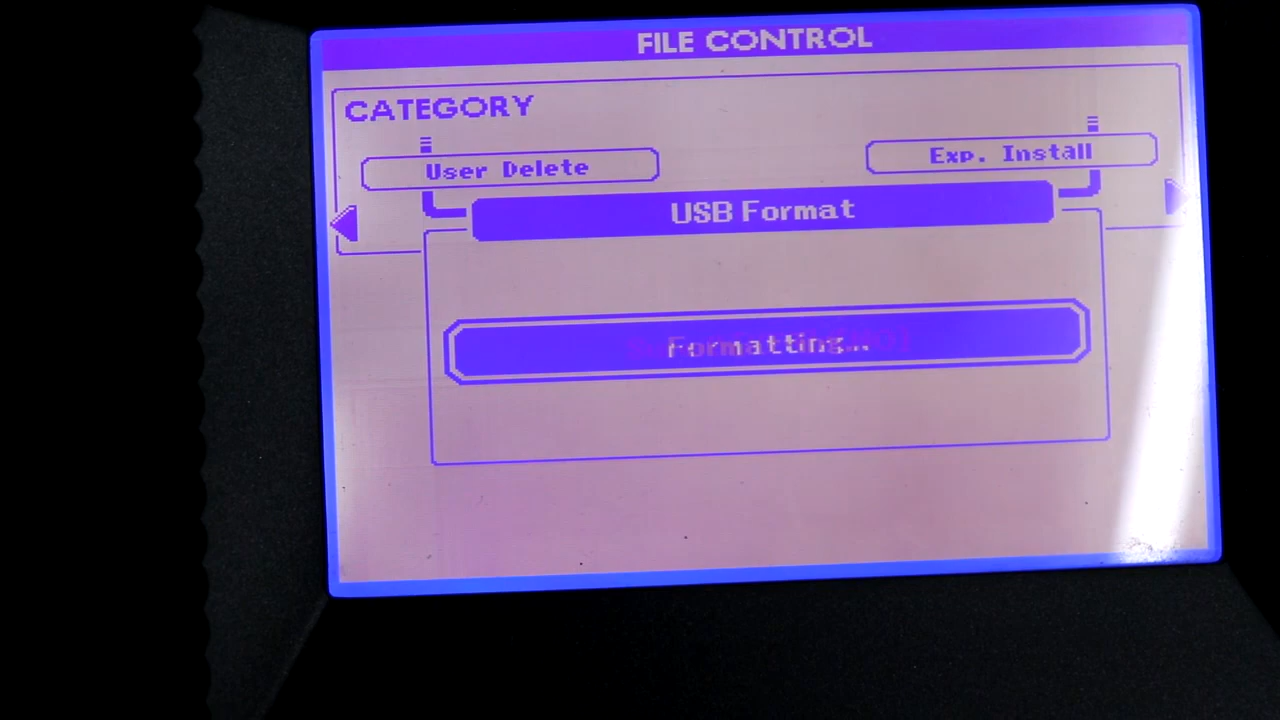 FILE CONTROL
CATEGORY
User Delete
Exp. Install
USB Format
Formatting...